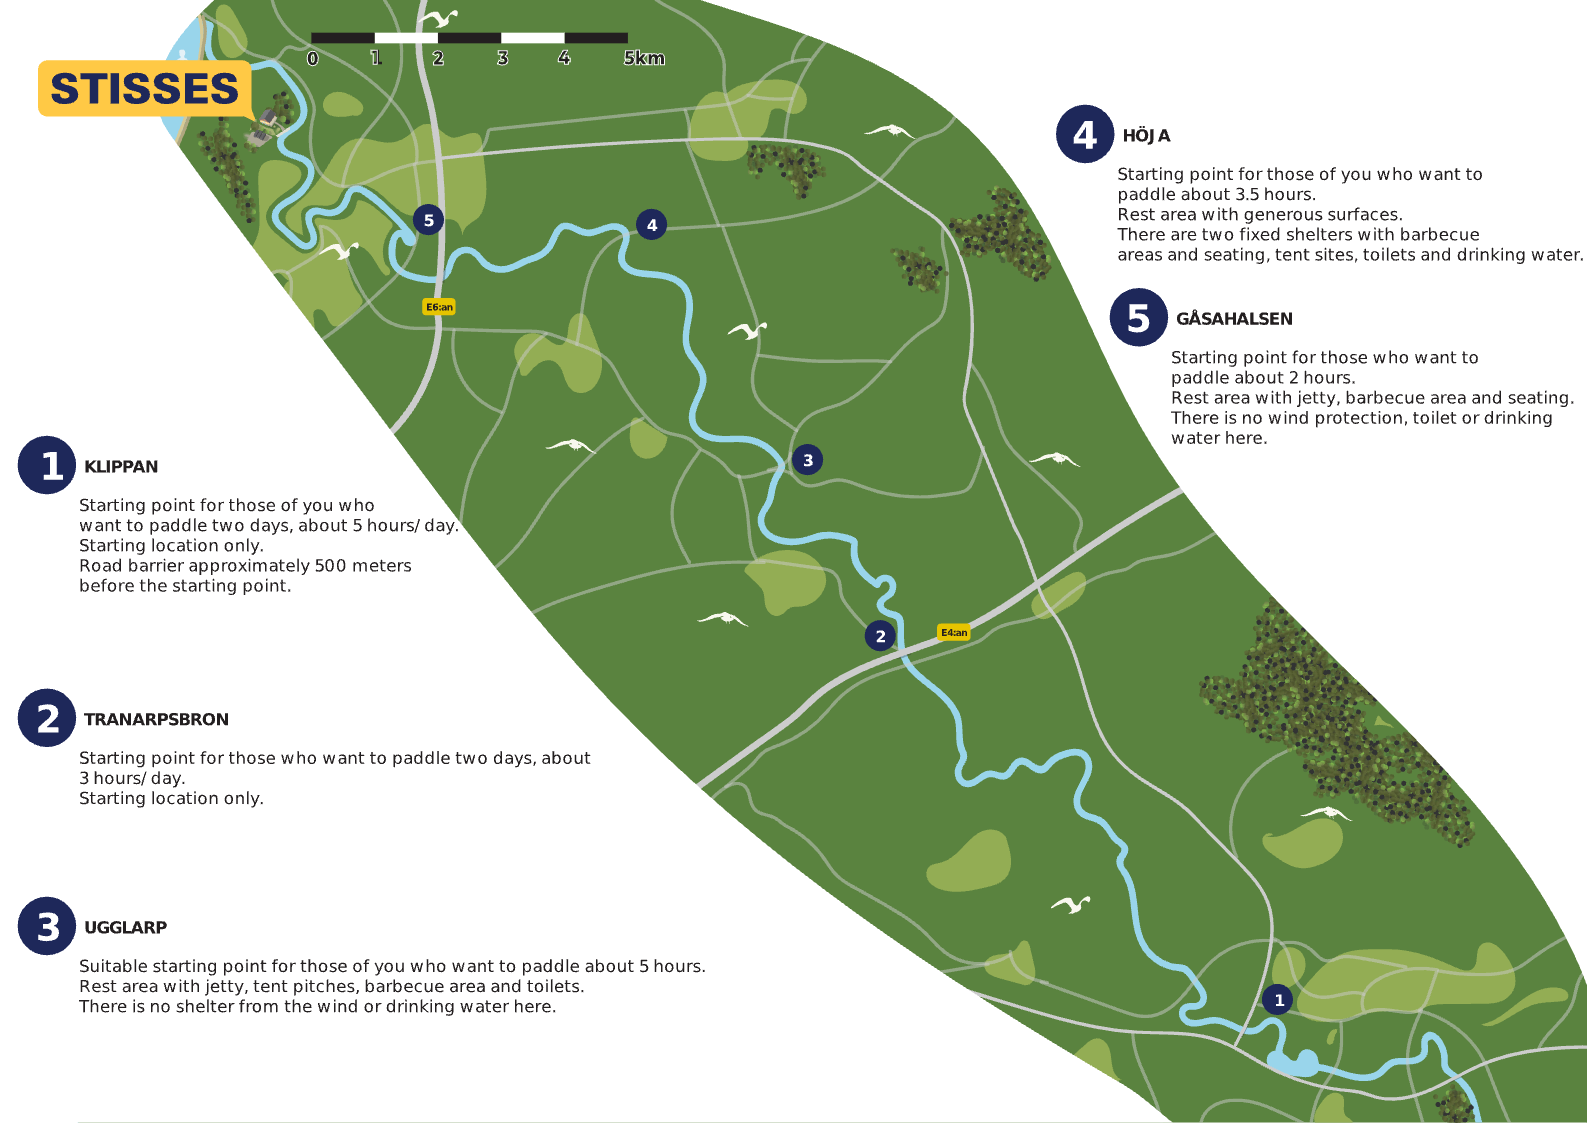 STISSES
0 1 2 3 4 5km
5
4
E6:an
3
2
E4:an
1
4 HÖJA
Starting point for those of you who want to
paddle about 3.5 hours.
Rest area with generous surfaces.
There are two fixed shelters with barbecue
areas and seating, tent sites, toilets and drinking water.
5 GÅSAHALSEN
Starting point for those who want to
paddle about 2 hours.
Rest area with jetty, barbecue area and seating.
There is no wind protection, toilet or drinking
water here.
1 KLIPPAN
Starting point for those of you who
want to paddle two days, about 5 hours/day.
Starting location only.
Road barrier approximately 500 meters
before the starting point.
2 TRANARPSBRON
Starting point for those who want to paddle two days, about
3 hours/day.
Starting location only.
3 UGGLARP
Suitable starting point for those of you who want to paddle about 5 hours.
Rest area with jetty, tent pitches, barbecue area and toilets.
There is no shelter from the wind or drinking water here.